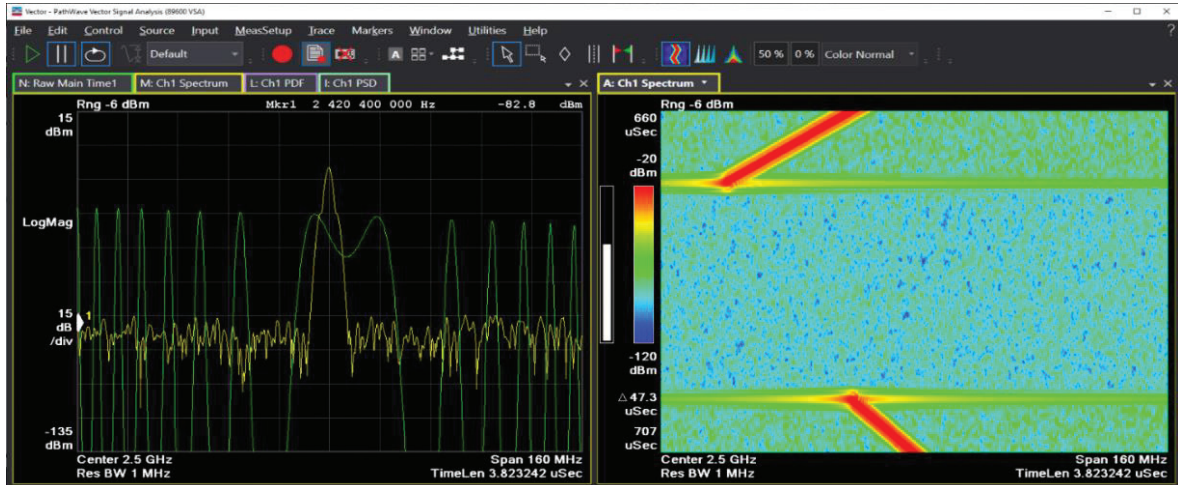 Vector - PathWave Vector Signal Analysis (89600 VSA)
File Edit Control Source Input MeasSetup Trace Markers Window Utilities Help ?
Default A 50 % 0 % Color Normal
N: Raw Main Time1 M: Ch1 Spectrum L: Ch1 PDF I: Ch1 PSD
Rng -6 dBm Mkr1 2 420 400 000 Hz -82.8 dBm
15
dBm
LogMag
1
15
dB
/div
-135
dBm
Center 2.5 GHz Span 160 MHz
Res BW 1 MHz TimeLen 3.823242 uSec
A: Ch1 Spectrum
Rng -6 dBm
660
uSec
-20
dBm
-120
dBm
△47.3
uSec
707
uSec
Center 2.5 GHz Span 160 MHz
Res BW 1 MHz TimeLen 3.823242 uSec